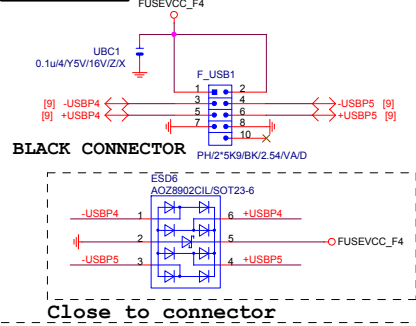 FUSEVCC_F4
UBC1
0.1u/4/Y5V/16V/Z/X
F_USB1
1 2
[9] -USBP4 3 4 -USBP5 [9]
[9] +USBP4 5 6 +USBP5 [9]
7 8
10
BLACK CONNECTOR PH/2*5K9/BK/2.54/VA/D
ESD6
AOZ8902CIL/SOT23-6
-USBP4 1 6 +USBP4
2 5 FUSEVCC_F4
-USBP5 3 4 +USBP5
Close to connector